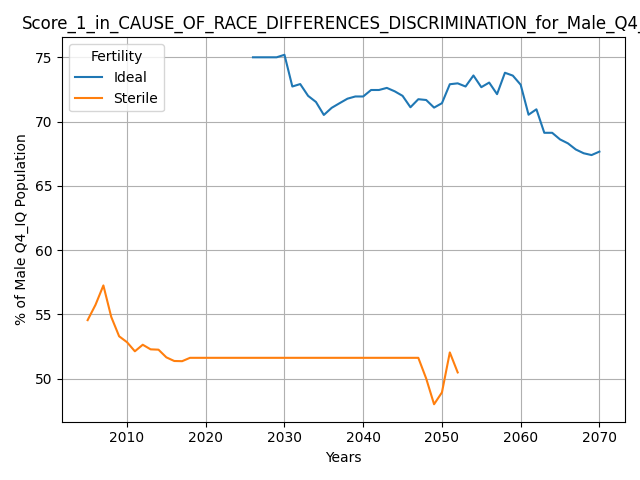 Score_1_in_CAUSE_OF_RACE_DIFFERENCES_DISCRIMINATION_for_Male_Q4_
Fertility
Ideal
Sterile
% of Male Q4_IQ Population
75
70
65
60
55
50
2010 2020 2030 2040 2050 2060 2070
Years